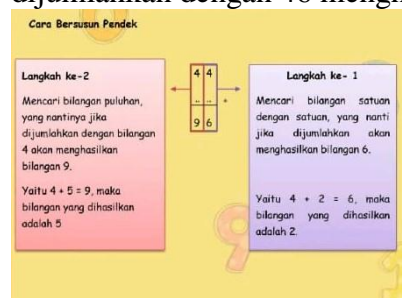 Cara Bersusun Pendek
Langkah ke-2
Mencari bilangan puluhan,
yang nantinya jika
dijumlahkan dengan bilangan
4 akan menghasilkan
bilangan 9.
Yaitu 4 + 5 = 9, maka
bilangan yang dihasilkan
adalah 5
4 4
.. .. +
9 6
Langkah ke- 1
Mencari bilangan satuan
dengan satuan, yang nanti
jika dijumlahkan akan
menghasilkan bilangan 6.
Yaitu 4 + 2 = 6, maka
bilangan yang dihasilkan
adalah 2.
9